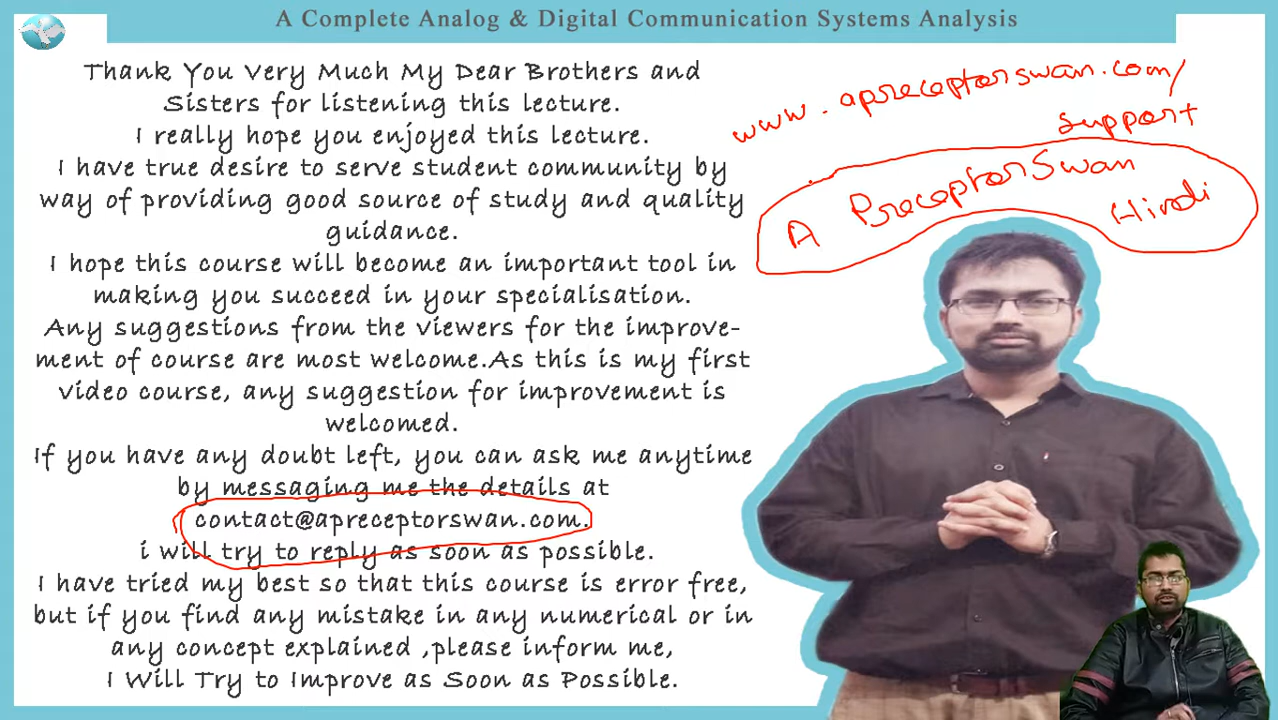 A Complete Analog & Digital Communication Systems Analysis
Thank You Very Much My Dear Brothers and
Sisters for listening this lecture.
I really hope you enjoyed this lecture.
I have true desire to serve student community by
way of providing good source of study and quality
guidance.
I hope this course will become an important tool in
making you succeed in your specialisation.
Any suggestions from the viewers for the improve-
ment of course are most welcome.As this is my first
video course, any suggestion for improvement is
welcomed.
If you have any doubt left, you can ask me anytime
by messaging me the details at
contact@apreceptorswan.com.
i will try to reply as soon as possible.
I have tried my best so that this course is error free,
but if you find any mistake in any numerical or in
any concept explained ,please inform me,
I Will Try to Improve as Soon as Possible.
www.apreceptorswan.com/
support
A PreceptorSwan
Hindi